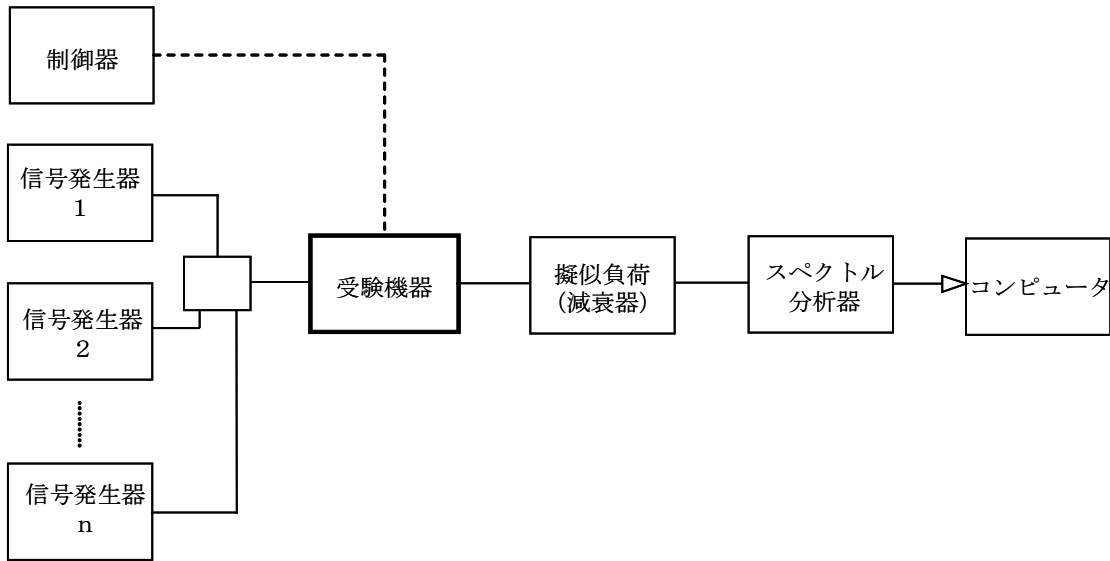 制御器
信号発生器
1
信号発生器
2
信号発生器
n
受験機器
擬似負荷
(減衰器)
スペクトル
分析器
コンピュータ